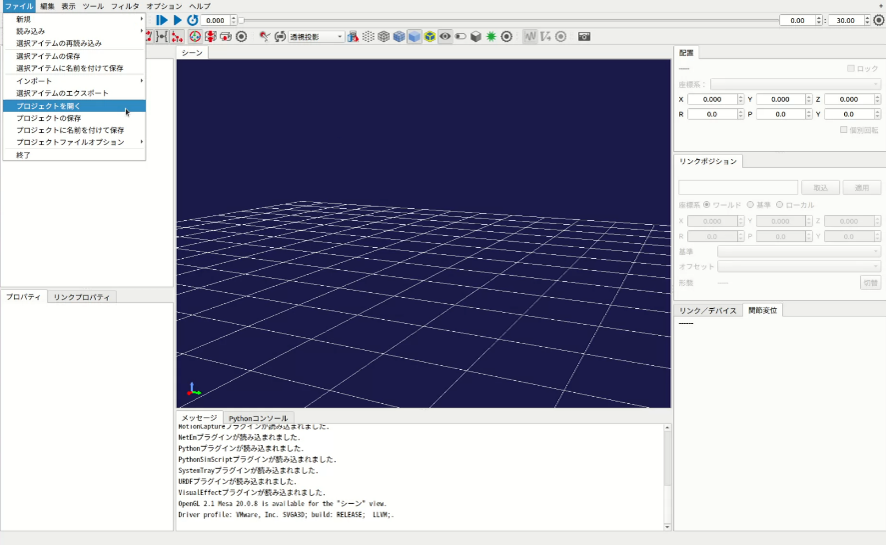 ファイル 編集 表示 ツール フィルタ オプション ヘルプ
0.000 0.00 : 30.00
新規
読み込み
選択アイテムの再読み込み
選択アイテムの保存
選択アイテムに名前を付けて保存
インポート
選択アイテムのエクスポート
プロジェクトを開く
プロジェクトの保存
プロジェクトに名前を付けて保存
プロジェクトファイルオプション
終了
透視投影
シーン
プロパティ リンクプロパティ
メッセージ Pythonコンソール
MotionCaptureプラグインが読み込まれました.
NetEmプラグインが読み込まれました.
Pythonプラグインが読み込まれました.
PythonSimScriptプラグインが読み込まれました.
SystemTrayプラグインが読み込まれました.
URDFプラグインが読み込まれました.
VisualEffectプラグインが読み込まれました.
OpenGL 2.1 Mesa 20.0.8 is available for the "シーン" view.
Driver profile: VMware, Inc. SVGA3D; build: RELEASE;  LLVM;.
配置
----- ロック
座標系:
X 0.000 Y 0.000 Z 0.000
R 0.0 P 0.0 Y 0.0
個別回転
リンクポジション
取込 適用
座標系 ワールド 基準 ローカル
X 0.000 Y 0.000 Z 0.000
R 0.0 P 0.0 Y 0.0
基準
オフセット
形態 ----- 切替
リンク／デバイス 関節変位
-------